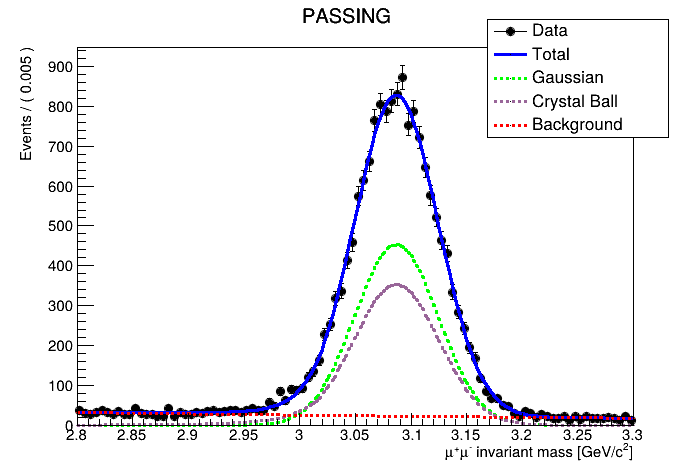 PASSING
Data
Total
Gaussian
Crystal Ball
Background
Events / ( 0.005 )
900
800
700
600
500
400
300
200
100
0
2.8 2.85 2.9 2.95 3 3.05 3.1 3.15 3.2 3.25 3.3
μ⁺μ⁻ invariant mass [GeV/c²]